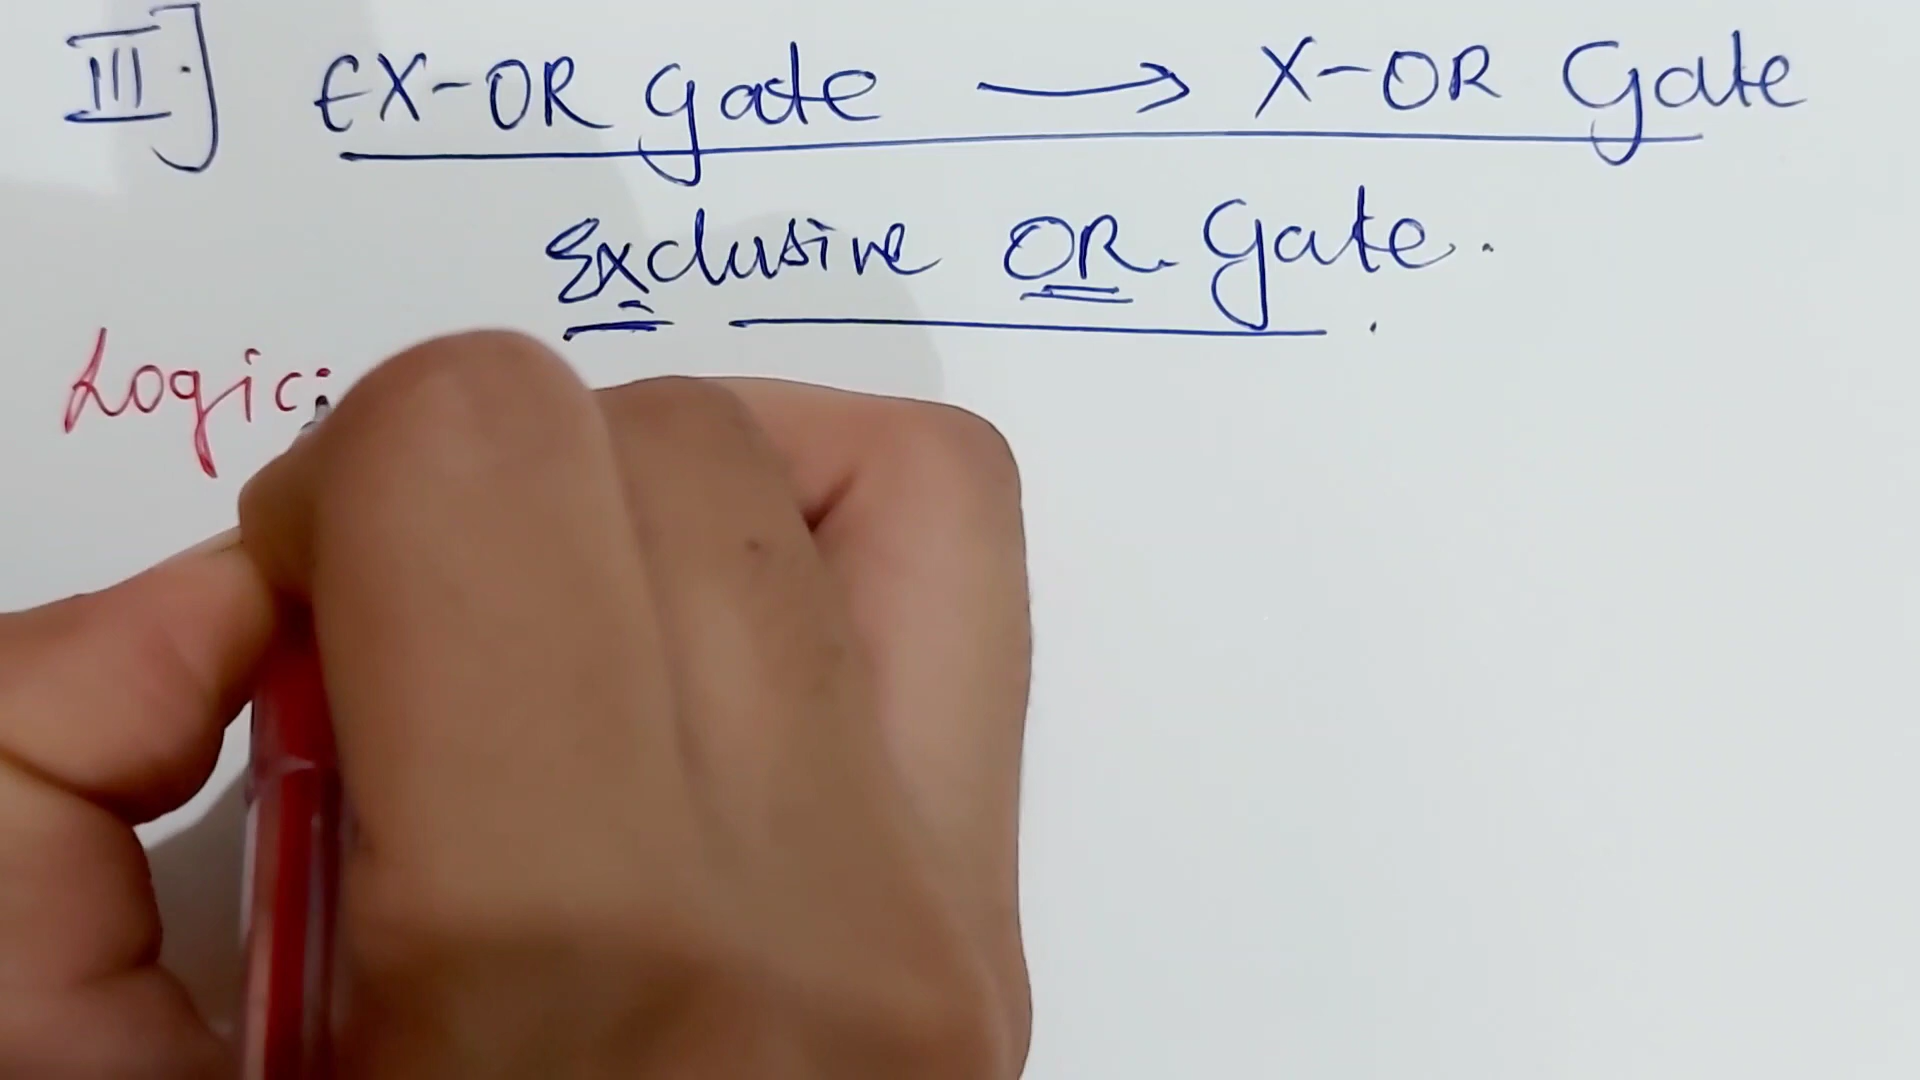 III.] EX-OR Gate → X-OR Gate
Exclusive OR Gate.
Logic: